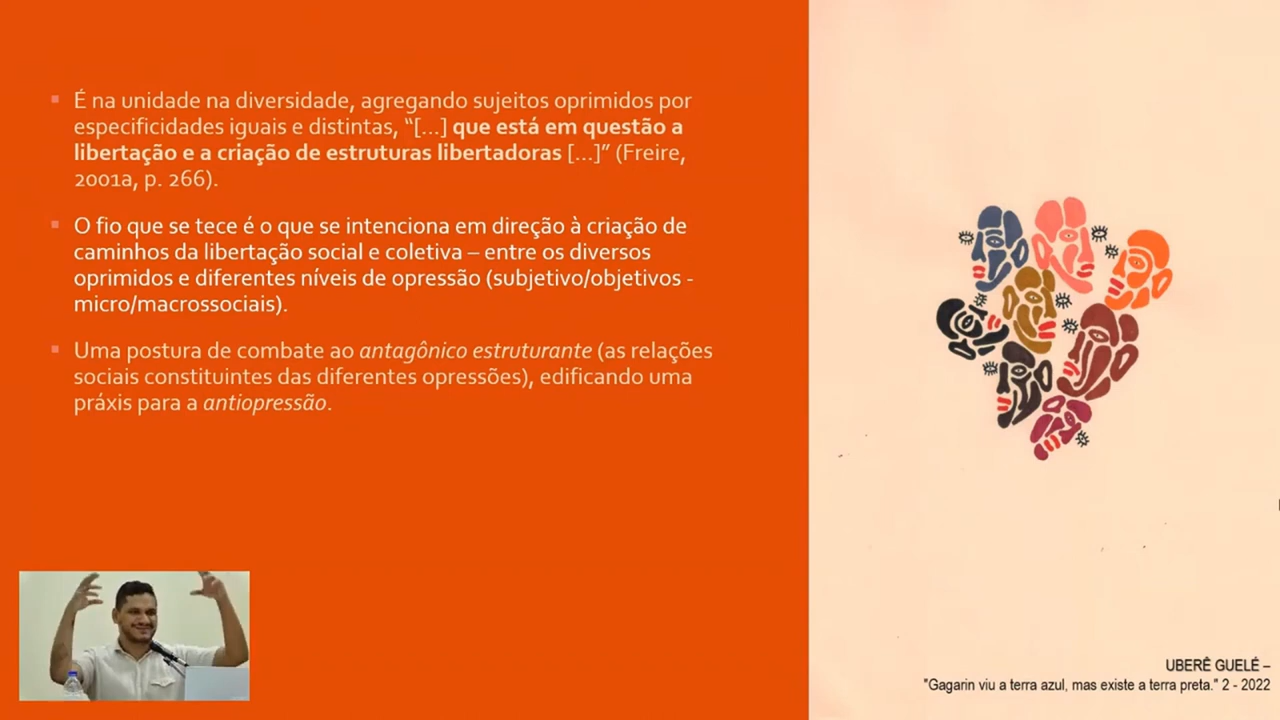 É na unidade na diversidade, agregando sujeitos oprimidos por
especificidades iguais e distintas, “[...] que está em questão a
libertação e a criação de estruturas libertadoras [...]” (Freire,
2001a, p. 266).
O fio que se tece é o que se intenciona em direção à criação de
caminhos da libertação social e coletiva – entre os diversos
oprimidos e diferentes níveis de opressão (subjetivo/objetivos -
micro/macrossociais).
Uma postura de combate ao antagônico estruturante (as relações
sociais constituintes das diferentes opressões), edificando uma
práxis para a antiopressão.
UBERÊ GUELÉ –
"Gagarin viu a terra azul, mas existe a terra preta." 2 - 2022